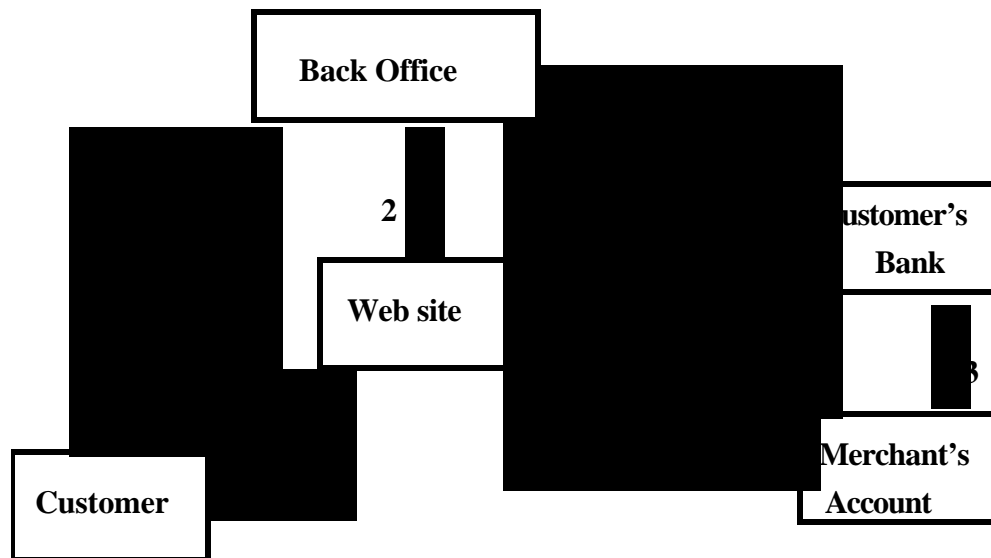 Back Office
2
ustomer’s
Bank
Web site
3
Merchant’s
Account
Customer